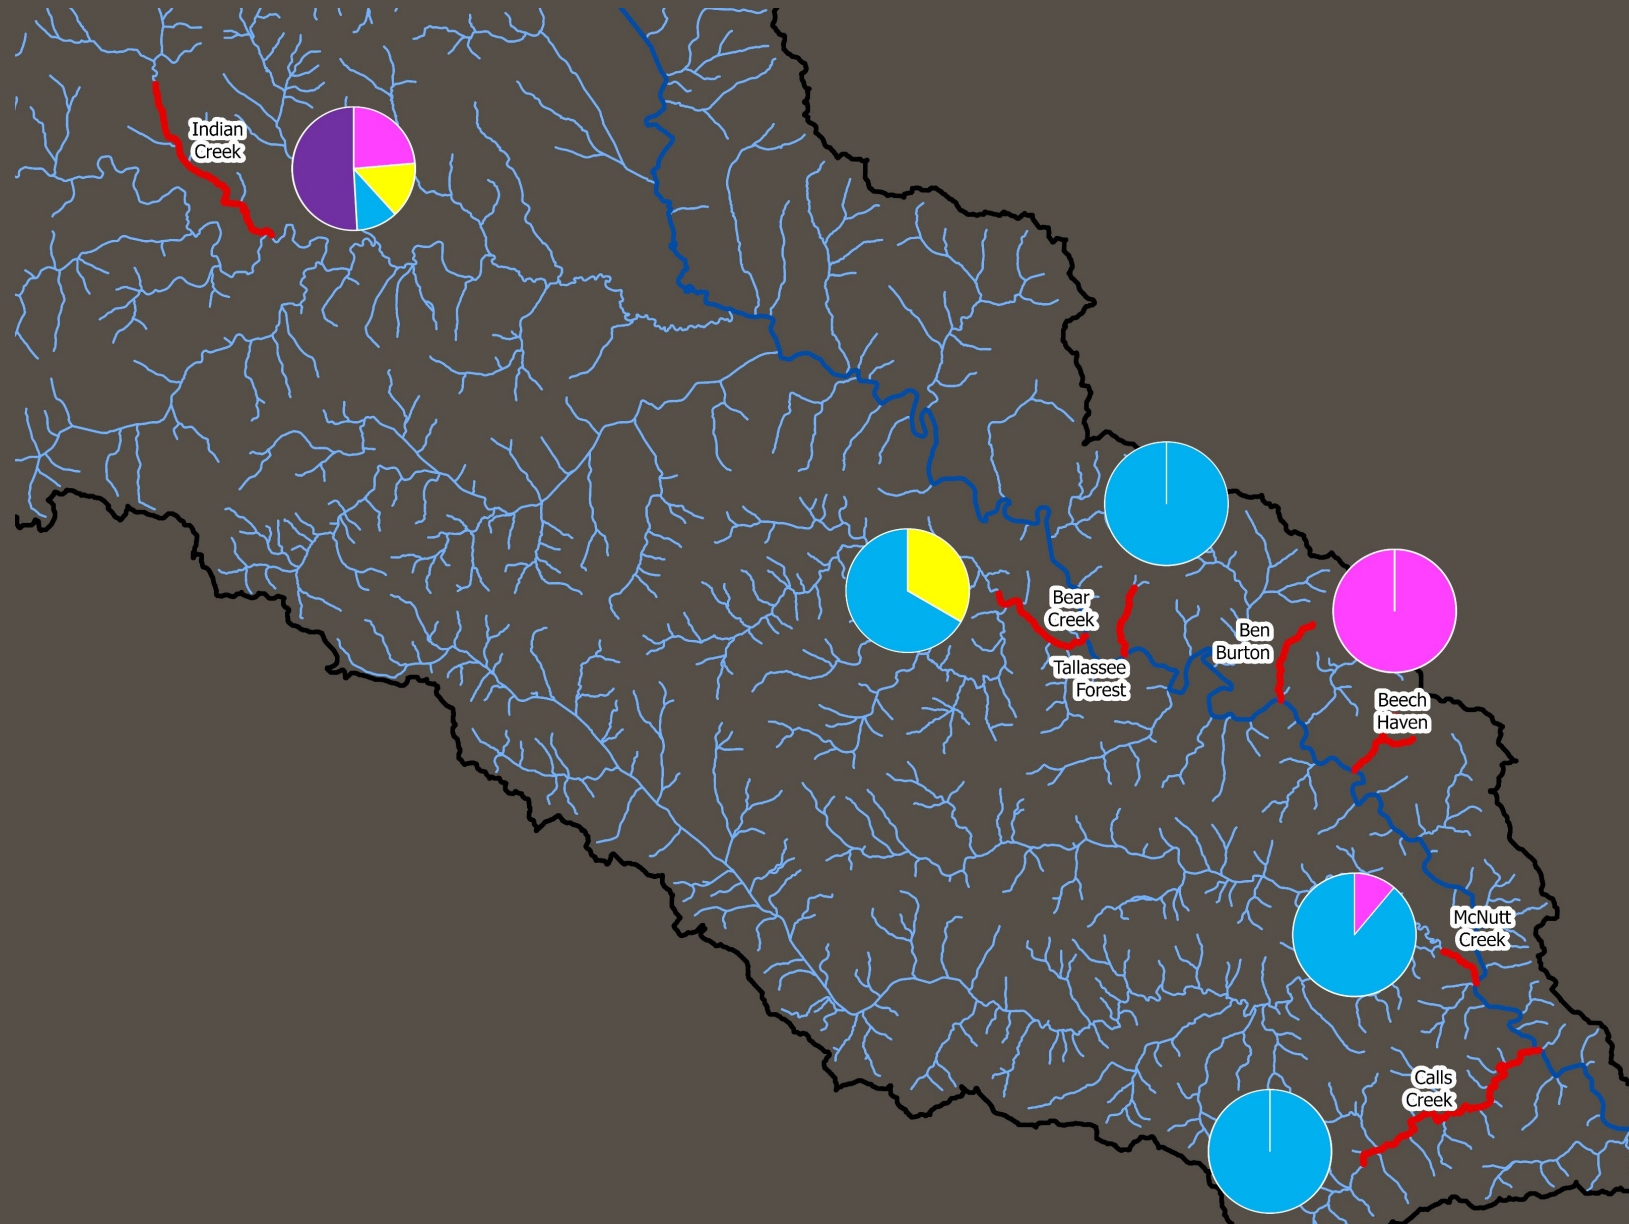 Indian
Creek
Bear
Creek
Tallassee
Forest
Ben
Burton
Beech
Haven
McNutt
Creek
Calls
Creek